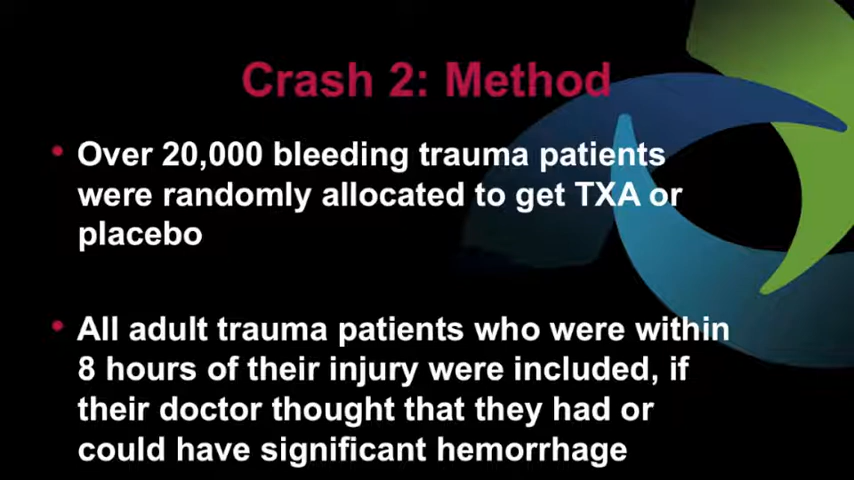 Crash 2: Method
• Over 20,000 bleeding trauma patients
were randomly allocated to get TXA or
placebo
• All adult trauma patients who were within
8 hours of their injury were included, if
their doctor thought that they had or
could have significant hemorrhage